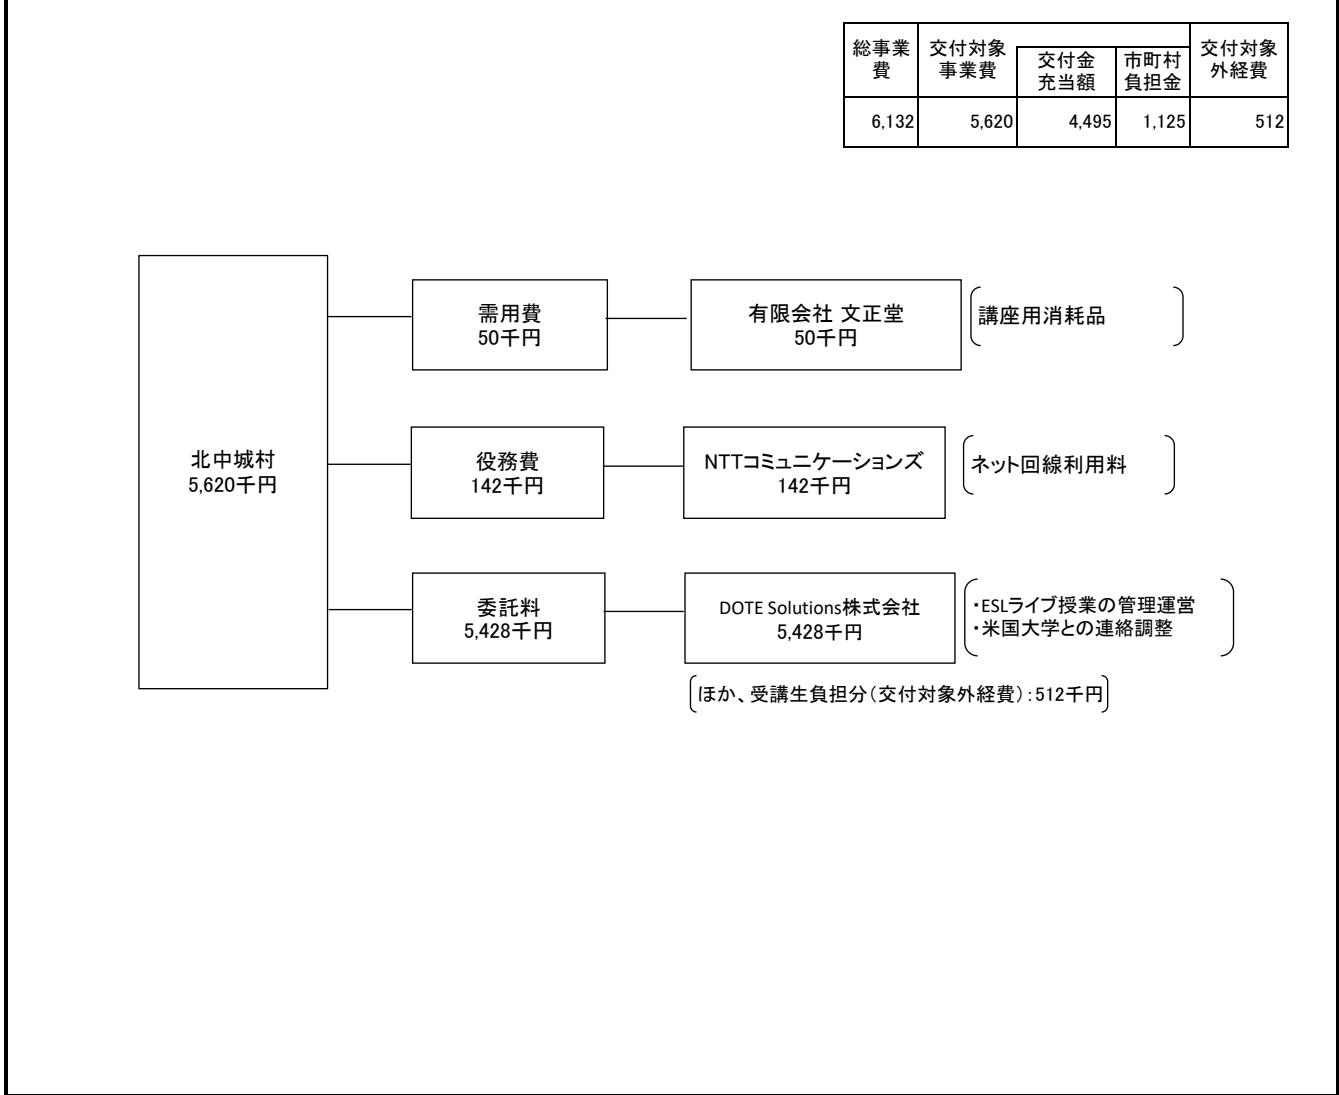 総事業
費
交付対象
事業費
交付金
充当額
市町村
負担金
交付対象
外経費
6,132
5,620
4,495
1,125
512
北中城村
5,620千円
需用費
50千円
有限会社 文正堂
50千円
講座用消耗品
役務費
142千円
NTTコミュニケーションズ
142千円
ネット回線利用料
委託料
5,428千円
DOTE Solutions株式会社
5,428千円
・ESLライブ授業の管理運営
・米国大学との連絡調整
ほか、受講生負担分(交付対象外経費):512千円